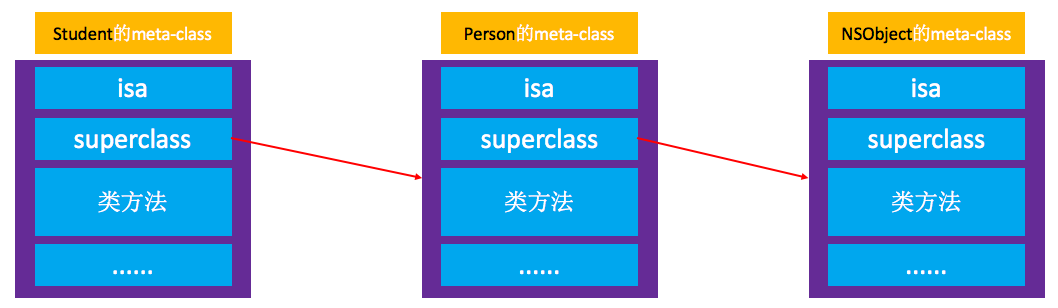 Student的meta-class
isa
superclass
类方法
......
Person的meta-class
isa
superclass
类方法
......
NSObject的meta-class
isa
superclass
类方法
......